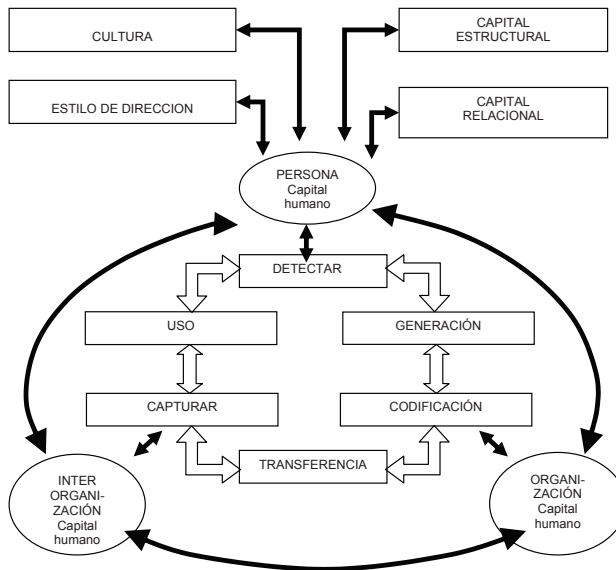 CULTURA
CAPITAL
ESTRUCTURAL
ESTILO DE DIRECCION
CAPITAL
RELACIONAL
PERSONA
Capital
humano
DETECTAR
USO
GENERACIÓN
CAPTURAR
CODIFICACIÓN
TRANSFERENCIA
INTER
ORGANI-
ZACIÓN
Capital
humano
ORGANI-
ZACIÓN
Capital
humano